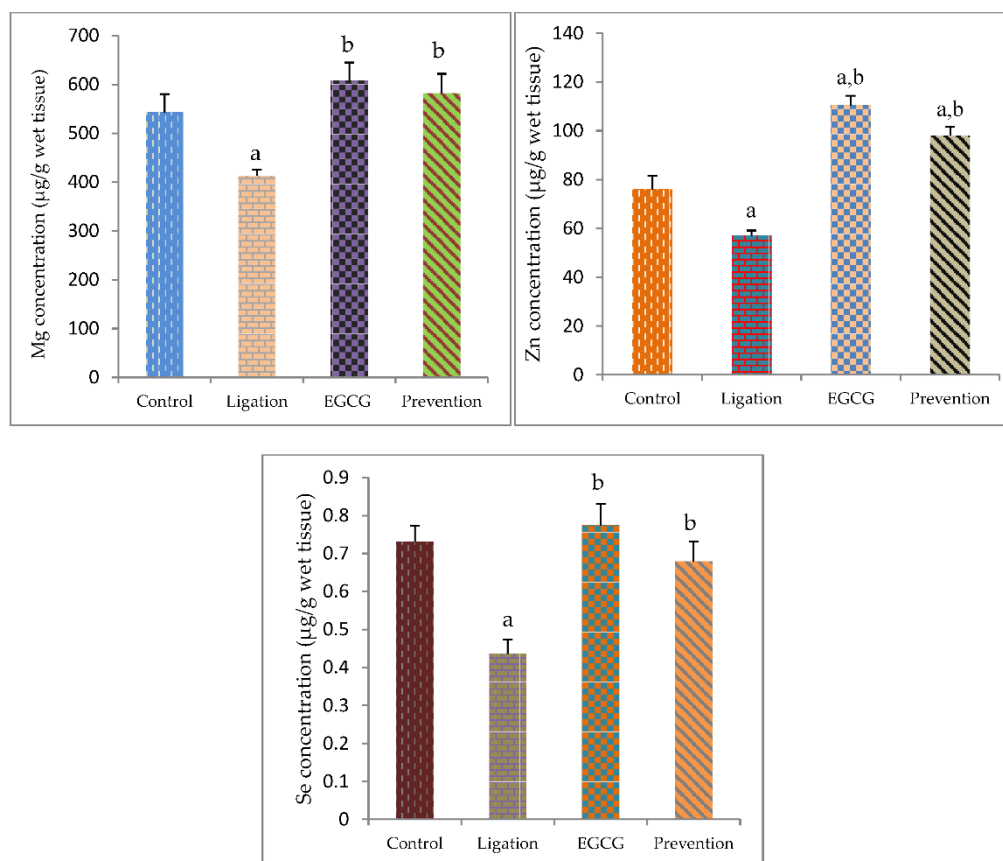 Mg concentration (µg/g wet tissue)
700
600
500
400
300
200
100
0
a
b
b
Control Ligation EGCG Prevention
Zn concentration (µg/g wet tissue)
140
120
100
80
60
40
20
0
a
a,b
a,b
Control Ligation EGCG Prevention
Se concentration (µg/g wet tissue)
0.9
0.8
0.7
0.6
0.5
0.4
0.3
0.2
0.1
0
a
b
b
Control Ligation EGCG Prevention